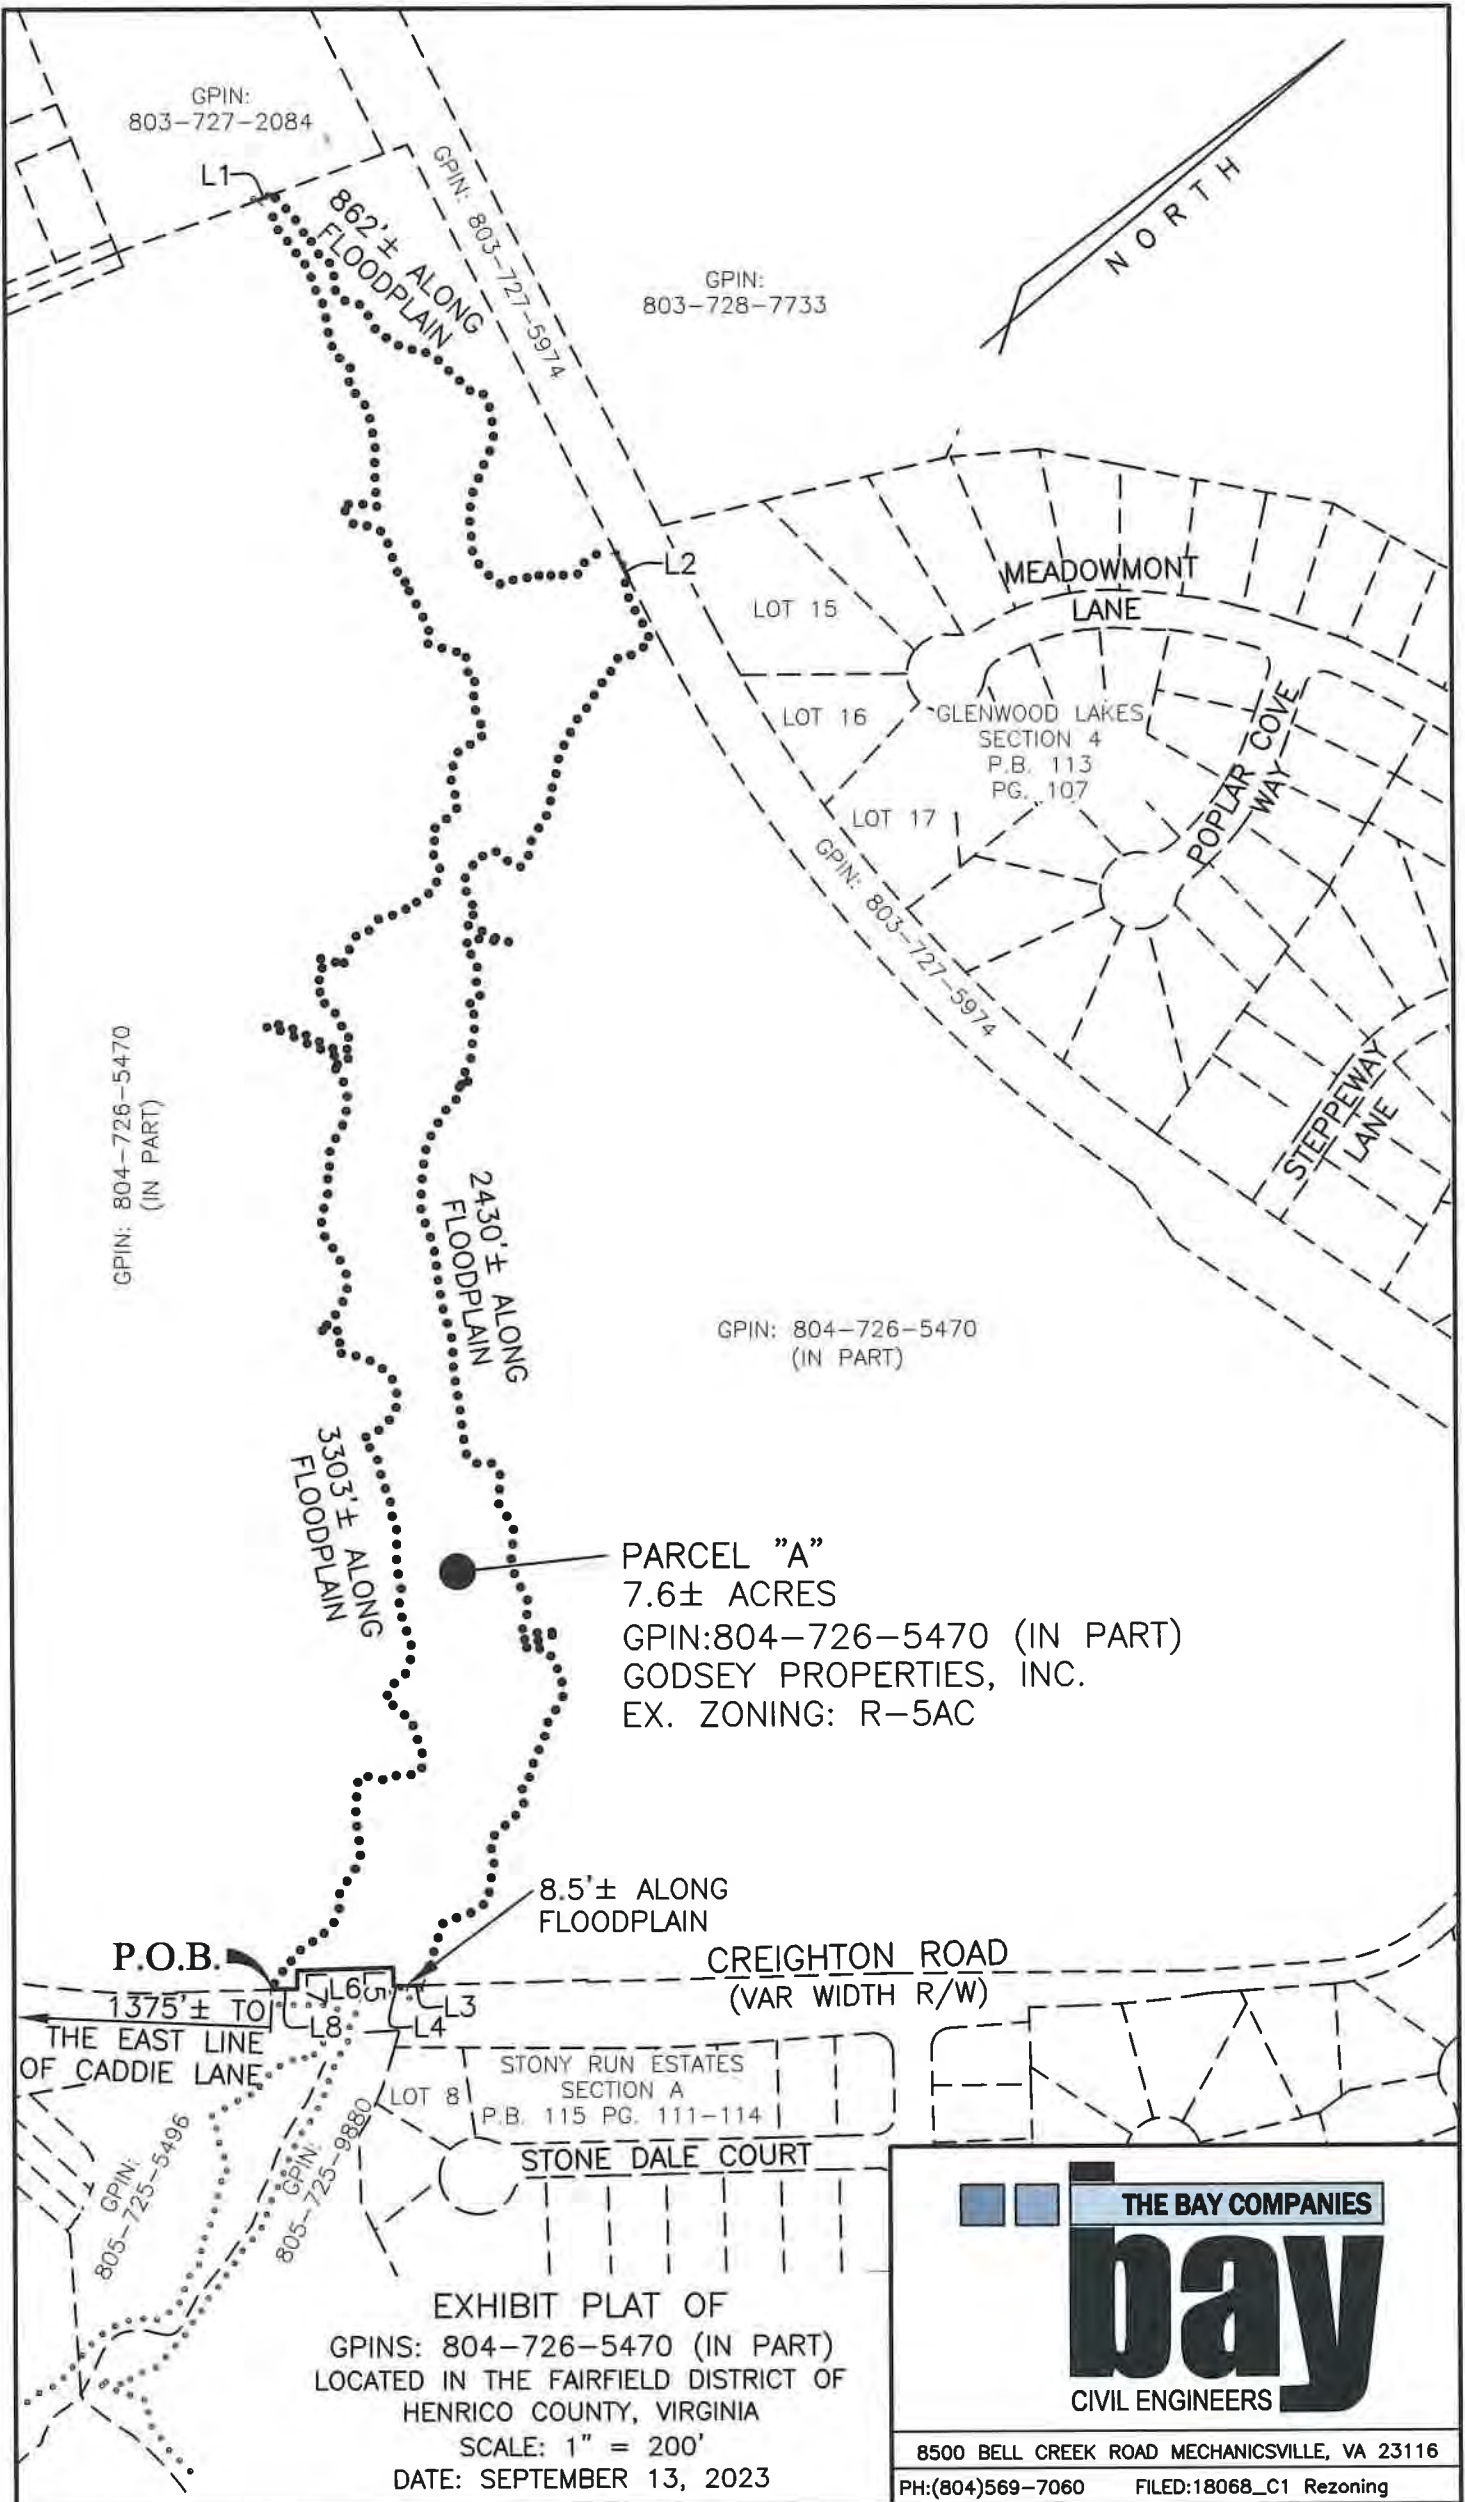 GPIN:
803-727-2084
L1
862'± ALONG
FLOODPLAIN
GPIN: 803-727-5974
GPIN:
803-728-7733
NORTH
L2
MEADOWMONT
LANE
LOT 15
LOT 16
GLENWOOD LAKES
SECTION 4
P.B. 113
PG. 107
POPLAR COVE
WAY
LOT 17
GPIN: 803-727-5974
STEPPEWAY
LANE
GPIN: 804-726-5470
(IN PART)
2430'± ALONG
FLOODPLAIN
GPIN: 804-726-5470
(IN PART)
3303'± ALONG
FLOODPLAIN
PARCEL "A"
7.6± ACRES
GPIN:804-726-5470 (IN PART)
GODSEY PROPERTIES, INC.
EX. ZONING: R-5AC
8.5'± ALONG
FLOODPLAIN
P.O.B.
CREIGHTON ROAD
(VAR WIDTH R/W)
1375'± TO
THE EAST LINE
OF CADDIE LANE
L8
L6
L4
L3
LOT 8
STONY RUN ESTATES
SECTION A
P.B. 115 PG. 111-114
STONE DALE COURT
GPIN:
805-725-5496
GPIN:
805-725-9880
EXHIBIT PLAT OF
GPINS: 804-726-5470 (IN PART)
LOCATED IN THE FAIRFIELD DISTRICT OF
HENRICO COUNTY, VIRGINIA
SCALE: 1" = 200'
DATE: SEPTEMBER 13, 2023
THE BAY COMPANIES
bay
CIVIL ENGINEERS
8500 BELL CREEK ROAD MECHANICSVILLE, VA 23116
PH:(804)569-7060 FILED:18068_C1 Rezoning